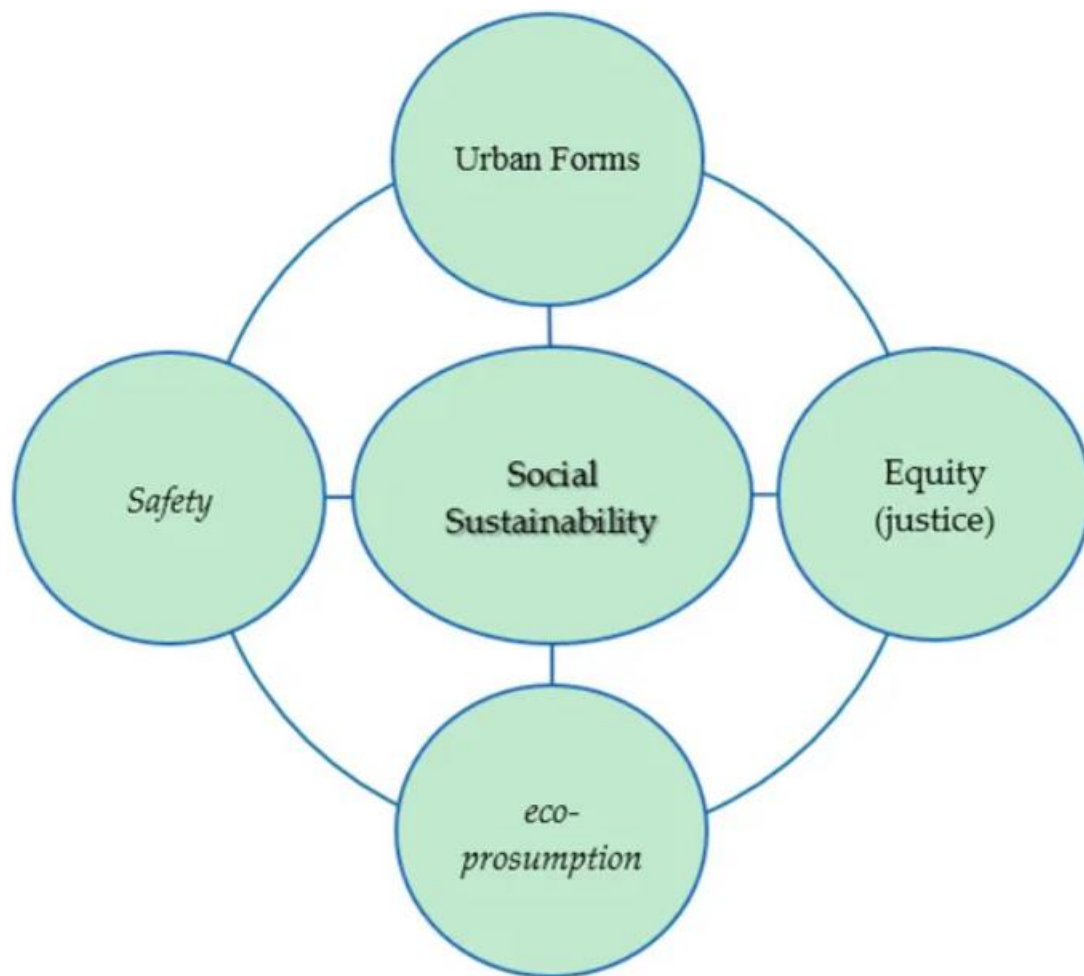 Urban Forms
Safety
Social
Sustainability
Equity
(justice)
eco-
prosumption